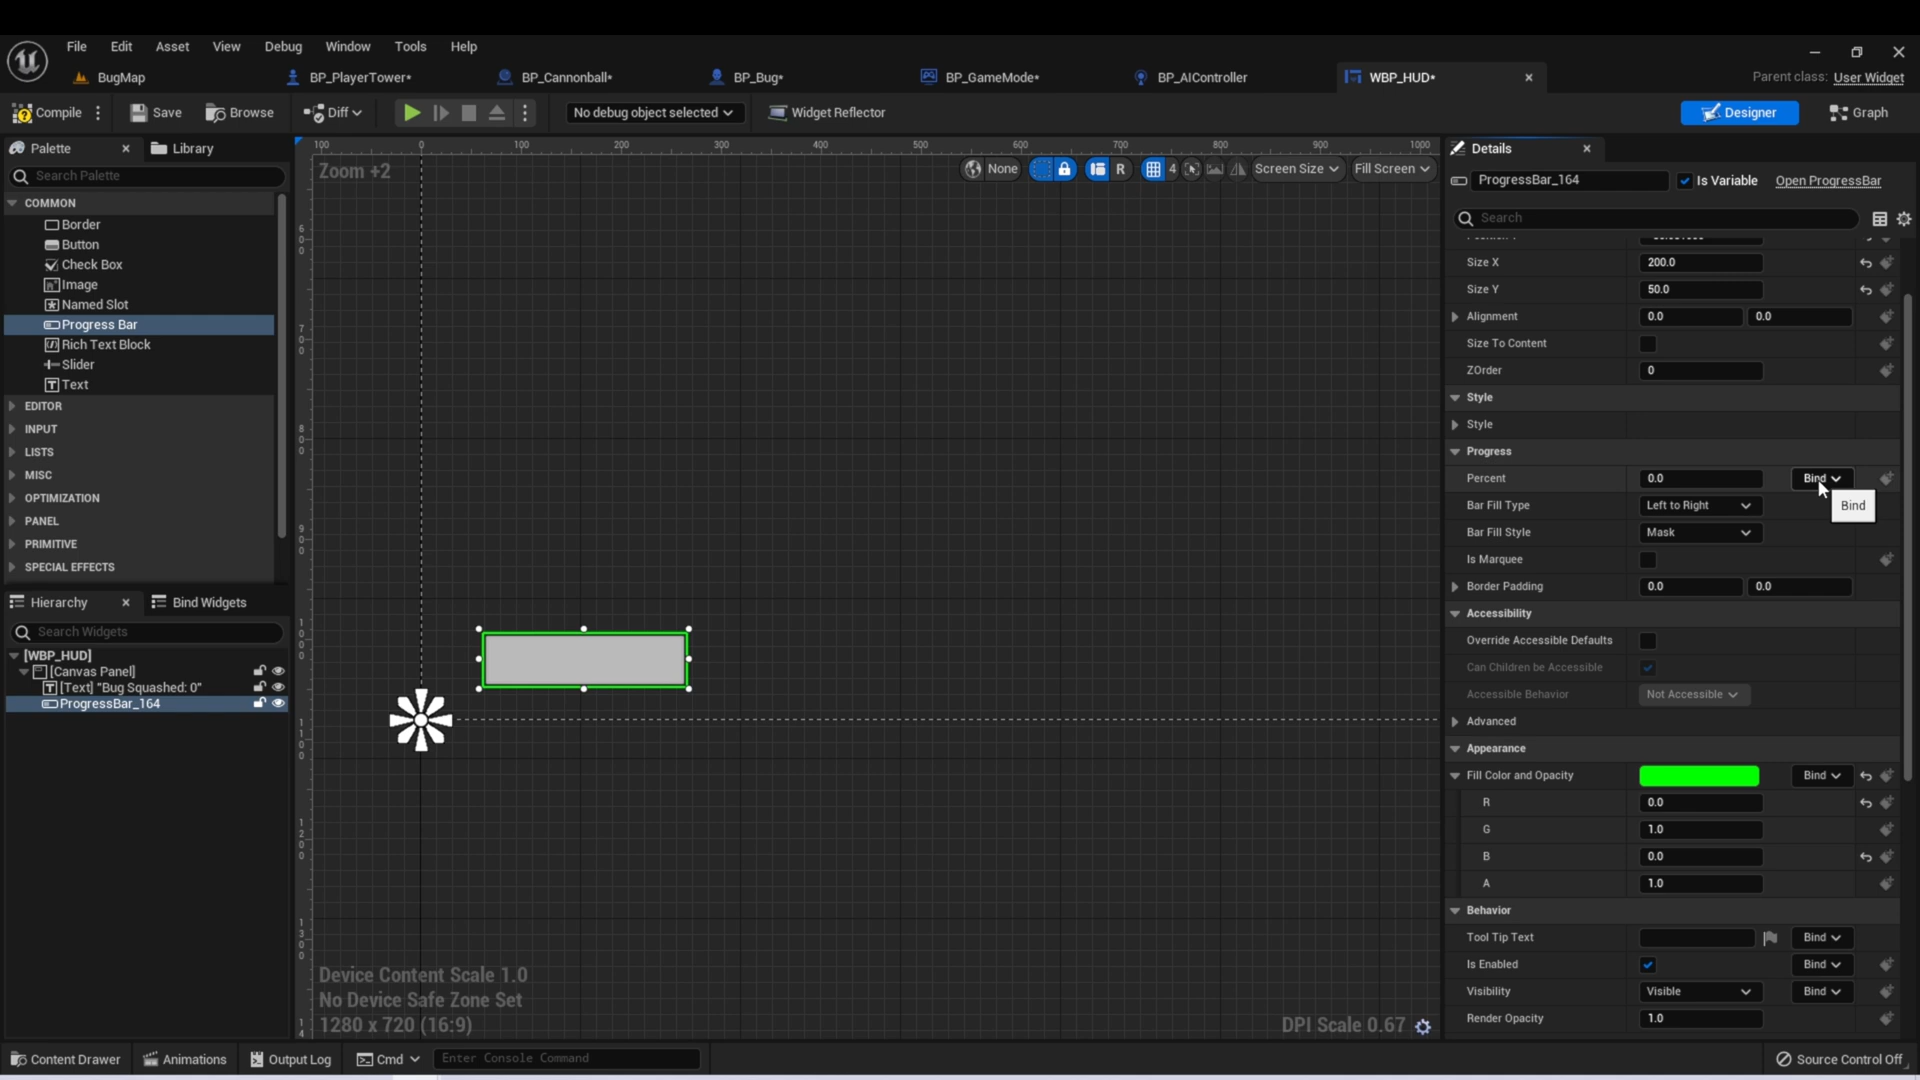 File Edit Asset View Debug Window Tools Help
BugMap BP_PlayerTower* BP_Cannonball* BP_Bug* BP_GameMode* BP_AIController WBP_HUD* Parent class: User Widget
Compile Save Browse Diff No debug object selected Widget Reflector Designer Graph
Palette Library
Search Palette
COMMON
Border
Button
Check Box
Image
Named Slot
Progress Bar
Rich Text Block
Slider
Text
EDITOR
INPUT
LISTS
MISC
OPTIMIZATION
PANEL
PRIMITIVE
SPECIAL EFFECTS
Hierarchy Bind Widgets
Search Widgets
[WBP_HUD]
[Canvas Panel]
[Text] "Bug Squashed: 0"
ProgressBar_164
100 0 100 200 300 400 500 600 700 800 900 1000
Zoom +2 None R 4 Screen Size Fill Screen
Device Content Scale 1.0
No Device Safe Zone Set
1280 x 720 (16:9) DPI Scale 0.67
Details
ProgressBar_164 Is Variable Open ProgressBar
Search
Size X 200.0
Size Y 50.0
Alignment 0.0 0.0
Size To Content
ZOrder 0
Style
Style
Progress
Percent 0.0 Bind
Bar Fill Type Left to Right Bind
Bar Fill Style Mask
Is Marquee
Border Padding 0.0 0.0
Accessibility
Override Accessible Defaults
Can Children be Accessible
Accessible Behavior Not Accessible
Advanced
Appearance
Fill Color and Opacity Bind
R 0.0
G 1.0
B 0.0
A 1.0
Behavior
Tool Tip Text Bind
Is Enabled Bind
Visibility Visible Bind
Render Opacity 1.0
Content Drawer Animations Output Log Cmd Enter Console Command Source Control Off